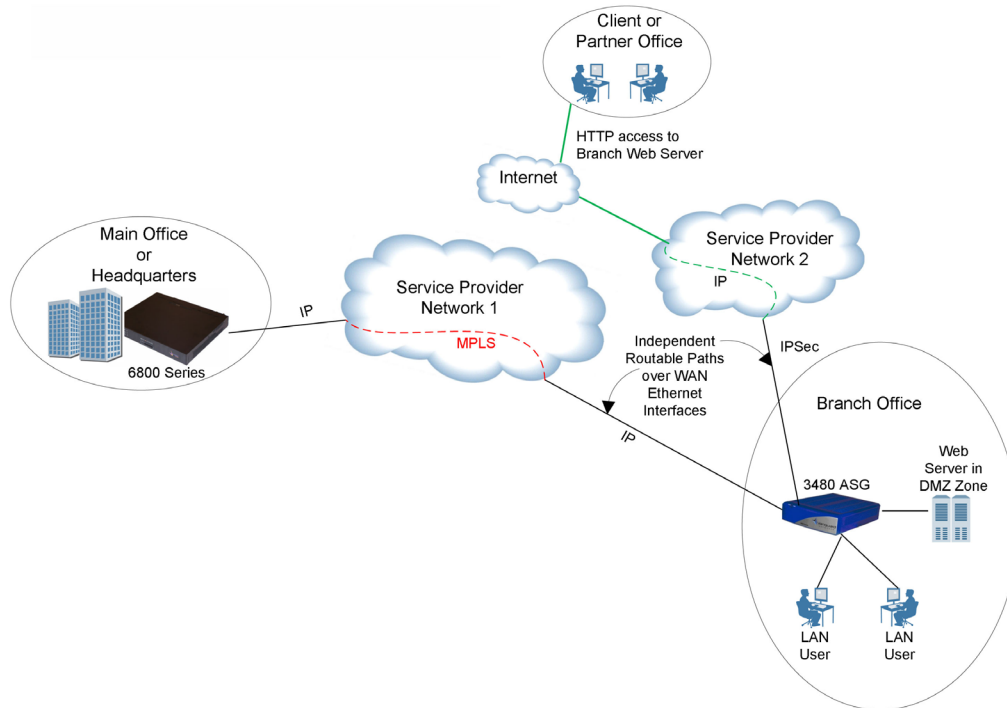 Client or
Partner Office
HTTP access to
Branch Web Server
Internet
Service Provider
Network 2
IP
Main Office
or
Headquarters
6800 Series
IP
Service Provider
Network 1
MPLS
Independent
Routable Paths
over WAN
Ethernet
Interfaces
IPSec
IP
Branch Office
3480 ASG
Web
Server in
DMZ Zone
LAN
User
LAN
User